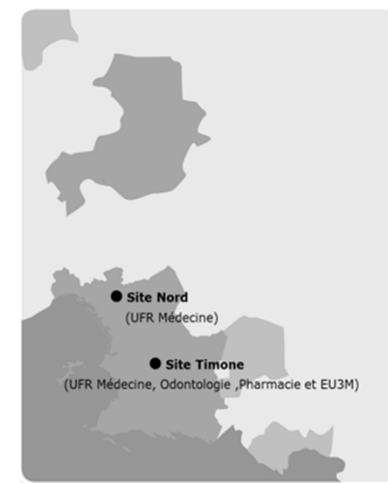 Site Nord
(UFR Médecine)
Site Timone
(UFR Médecine, Odontologie ,Pharmacie et EU3M)